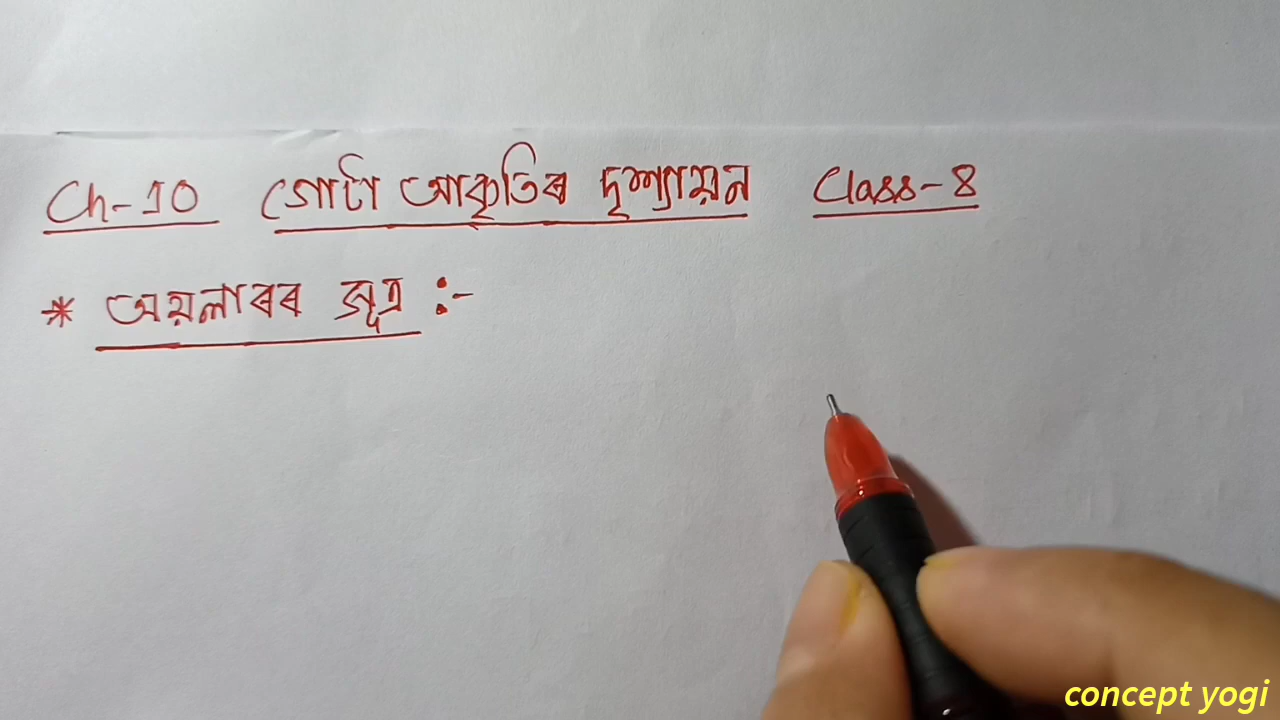 Ch-10 গোটা আকৃতিৰ দৃশ্যায়ন Class-8
* অয়লাৰৰ সূত্ৰ :-
concept yogi